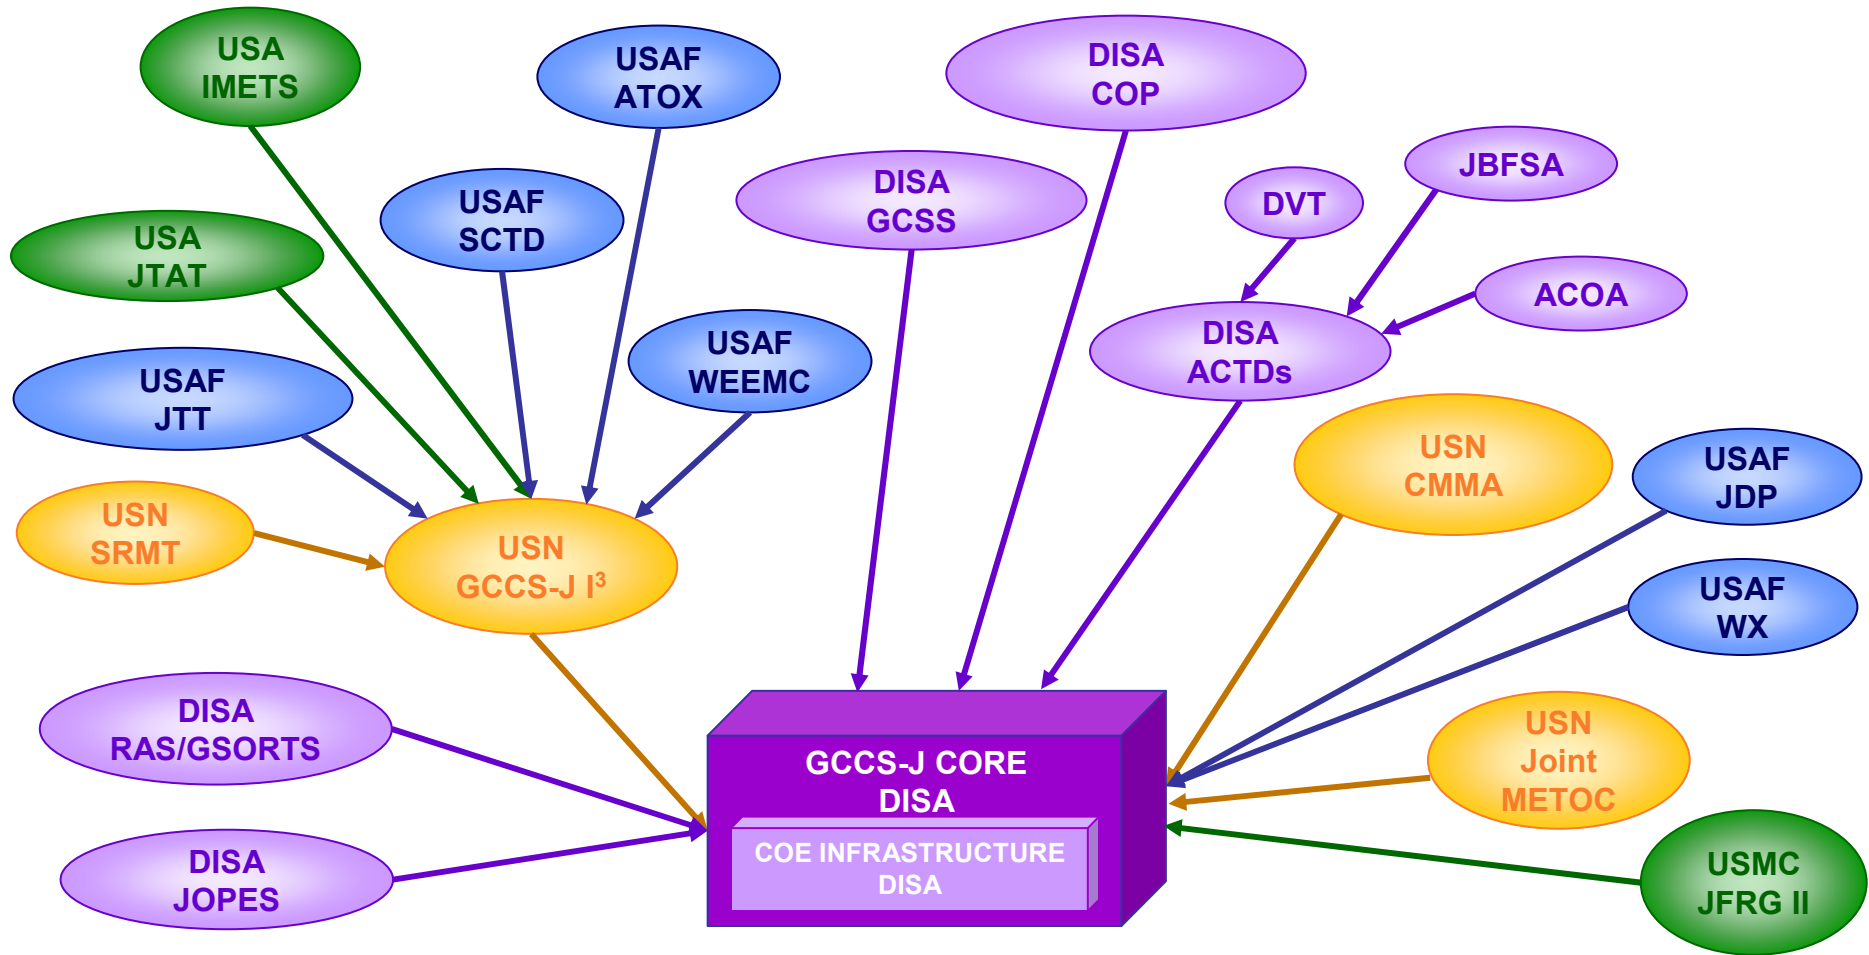 USA
IMETS
USAF
ATOX
DISA
COP
USAF
SCTD
DISA
GCSS
DVT
JBFSA
USA
JTAT
ACOA
USAF
JTT
USAF
WEEMC
DISA
ACTDs
USN
CMMA
USAF
JDP
USN
SRMT
USN
GCCS-J I³
USAF
WX
DISA
RAS/GSORTS
USN
Joint
METOC
GCCS-J CORE
DISA
COE INFRASTRUCTURE
DISA
DISA
JOPES
USMC
JFRG II